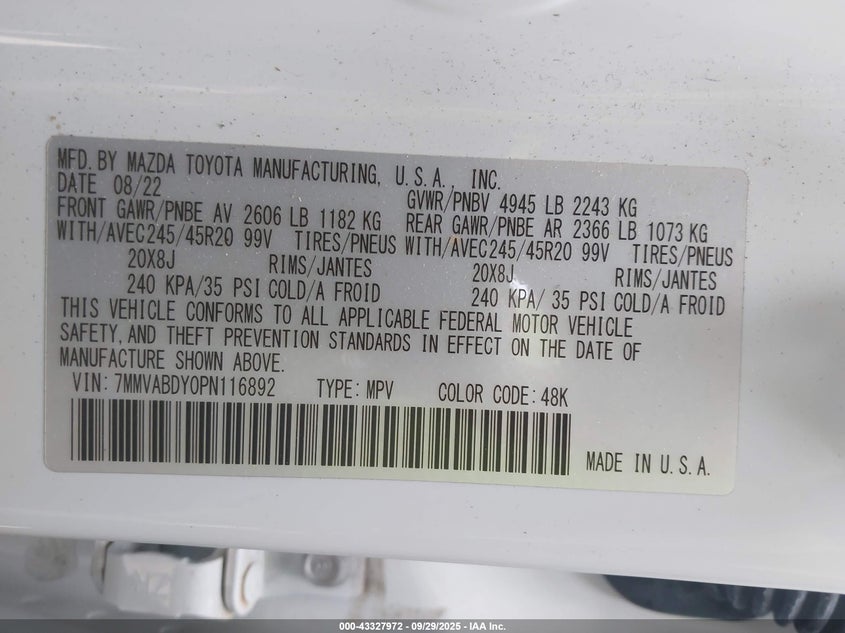 MFD. BY MAZDA TOYOTA MANUFACTURING, U.S.A. INC.
DATE 08/22 GVWR/PNBV 4945 LB 2243 KG
FRONT GAWR/PNBE AV 2606 LB 1182 KG REAR GAWR/PNBE AR 2366 LB 1073 KG
WITH/AVEC245/45R20 99V TIRES/PNEUS WITH/AVEC245/45R20 99V TIRES/PNEUS
20X8J RIMS/JANTES 20X8J RIMS/JANTES
240 KPA/35 PSI COLD/A FROID 240 KPA/ 35 PSI COLD/A FROID
THIS VEHICLE CONFORMS TO ALL APPLICABLE FEDERAL MOTOR VEHICLE
SAFETY, AND THEFT PREVENTION STANDARDS IN EFFECT ON THE DATE OF
MANUFACTURE SHOWN ABOVE.
VIN: 7MMVABDY0PN116892 TYPE: MPV COLOR CODE: 48K
MADE IN U.S.A.
000-43327972 - 09/29/2025 - IAA Inc.